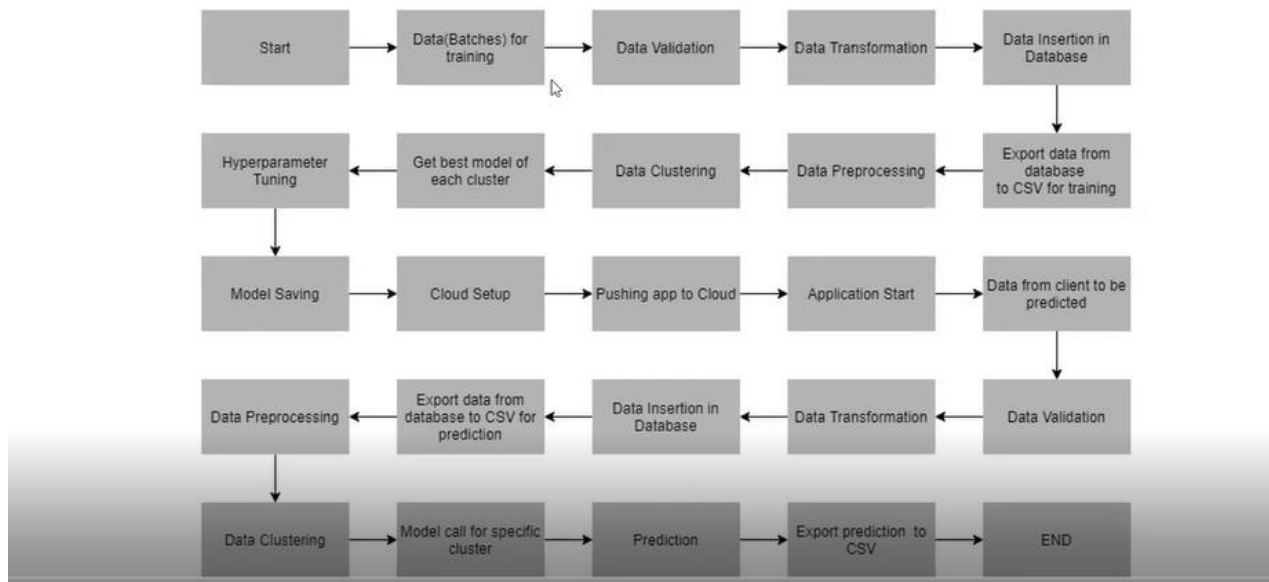 Start
Data(Batches) for
training
Data Validation
Data Transformation
Data Insertion in
Database
Hyperparameter
Tuning
Get best model of
each cluster
Data Clustering
Data Preprocessing
Export data from
database
to CSV for training
Model Saving
Cloud Setup
Pushing app to Cloud
Application Start
Data from client to be
predicted
Data Preprocessing
Export data from
database to CSV for
prediction
Data Insertion in
Database
Data Transformation
Data Validation
Data Clustering
Model call for specific
cluster
Prediction
Export prediction to
CSV
END